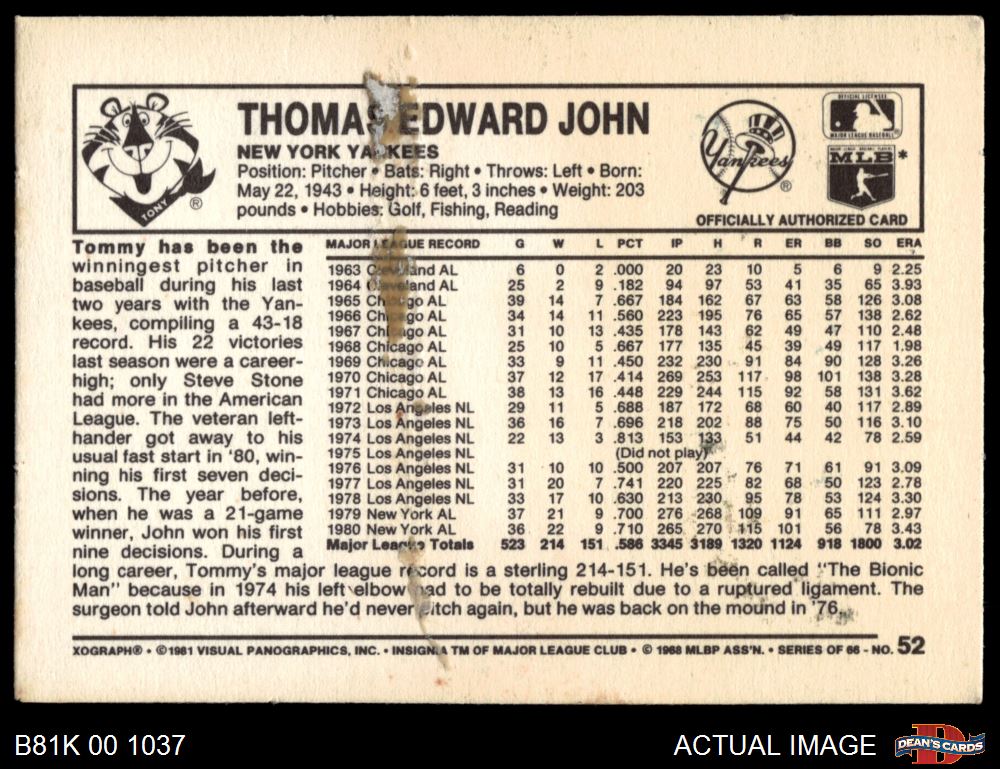 THOMAS EDWARD JOHN
NEW YORK YANKEES
Position: Pitcher • Bats: Right • Throws: Left • Born:
May 22, 1943 • Height: 6 feet, 3 inches • Weight: 203
pounds • Hobbies: Golf, Fishing, Reading
TONY
®
Yankees
®
OFFICIAL LICENSEE
MAJOR LEAGUE BASEBALL
MAJOR LEAGUE BASEBALL PLAYERS
MLB *
OFFICIALLY AUTHORIZED CARD
Tommy has been the
winningest pitcher in
baseball during his last
two years with the Yan-
kees, compiling a 43-18
record. His 22 victories
last season were a career-
high; only Steve Stone
had more in the American
League. The veteran left-
hander got away to his
usual fast start in '80, win-
ning his first seven deci-
sions. The year before,
when he was a 21-game
winner, John won his first
nine decisions. During a
long career, Tommy's major league record is a sterling 214-151. He's been called "The Bionic
Man" because in 1974 his left elbow had to be totally rebuilt due to a ruptured ligament. The
surgeon told John afterward he'd never pitch again, but he was back on the mound in '76.
MAJOR LEAGUE RECORD G W L PCT IP H R ER BB SO ERA
1963 Cleveland AL 6 0 2 .000 20 23 10 5 6 9 2.25
1964 Cleveland AL 25 2 9 .182 94 97 53 41 35 65 3.93
1965 Chicago AL 39 14 7 .667 184 162 67 63 58 126 3.08
1966 Chicago AL 34 14 11 .560 223 195 76 65 57 138 2.62
1967 Chicago AL 31 10 13 .435 178 143 62 49 47 110 2.48
1968 Chicago AL 25 10 5 .667 177 135 45 39 49 117 1.98
1969 Chicago AL 33 9 11 .450 232 230 91 84 90 128 3.26
1970 Chicago AL 37 12 17 .414 269 253 117 98 101 138 3.28
1971 Chicago AL 38 13 16 .448 229 244 115 92 58 131 3.62
1972 Los Angeles NL 29 11 5 .688 187 172 68 60 40 117 2.89
1973 Los Angeles NL 36 16 7 .696 218 202 88 75 50 116 3.10
1974 Los Angeles NL 22 13 3 .813 153 133 51 44 42 78 2.59
1975 Los Angeles NL (Did not play)
1976 Los Angeles NL 31 10 10 .500 207 207 76 71 61 91 3.09
1977 Los Angeles NL 31 20 7 .741 220 225 82 68 50 123 2.78
1978 Los Angeles NL 33 17 10 .630 213 230 95 78 53 124 3.30
1979 New York AL 37 21 9 .700 276 268 109 91 65 111 2.97
1980 New York AL 36 22 9 .710 265 270 115 101 56 78 3.43
Major League Totals 523 214 151 .586 3345 3189 1320 1124 918 1800 3.02
XOGRAPH® • ©1981 VISUAL PANOGRAPHICS, INC. • INSIGNIA TM OF MAJOR LEAGUE CLUB • © 1968 MLBP ASS'N. • SERIES OF 66 - NO. 52
B81K 00 1037
ACTUAL IMAGE
D
DEAN'S CARDS